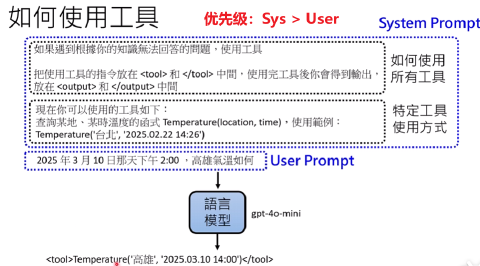 如何使用工具
优先级：Sys > User
System Prompt
如果遇到根據你的知識無法回答的問題，使用工具
把使用工具的指令放在 <tool> 和 </tool> 中間，使用完工具後你會得到輸出，
放在 <output> 和 </output> 中間
如何使用
所有工具
現在你可以使用的工具如下：
查詢某地、某時溫度的函式 Temperature(location, time)，使用範例：
Temperature('台北', '2025.02.22 14:26')
特定工具
使用方式
2025 年 3 月 10 日那天下午 2:00 ，高雄氣溫如何
User Prompt
語言
模型
gpt-4o-mini
<tool>Temperature('高雄', '2025.03.10 14:00')</tool>